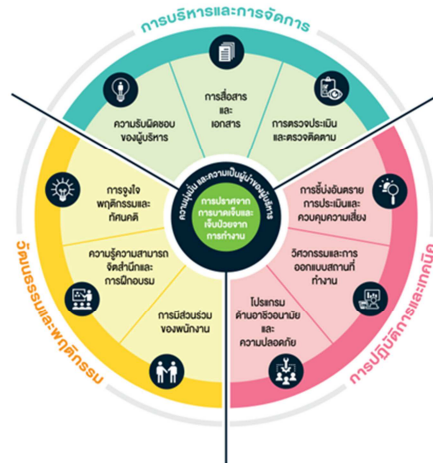 การบริหารและการจัดการ
ความรับผิดชอบ
ของผู้บริหาร
การสื่อสาร
และ
เอกสาร
การตรวจประเมิน
และตรวจติดตาม
การปฏิบัติการและเทคนิค
การชี้บ่งอันตราย
การประเมินและ
ควบคุมความเสี่ยง
วิศวกรรมและการ
ออกแบบสถานที่
ทำงาน
โปรแกรม
ด้านอาชีวอนามัย
และ
ความปลอดภัย
วัฒนธรรมและพฤติกรรม
การจูงใจ
พฤติกรรมและ
ทัศนคติ
ความรู้ความสามารถ
จิตสำนึกและ
การฝึกอบรม
การมีส่วนร่วม
ของพนักงาน
ความมุ่งมั่น และความเป็นผู้นำของผู้บริหาร
การปราศจาก
การบาดเจ็บและ
เจ็บป่วยจาก
การทำงาน